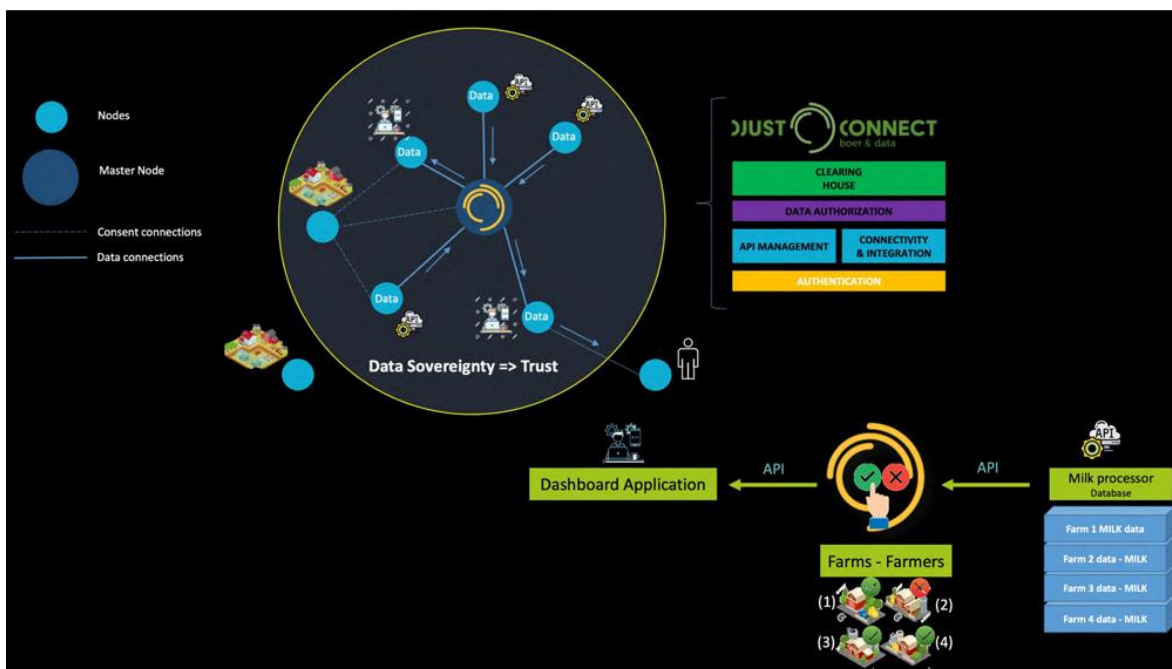 Nodes
Master Node
Consent connections
Data connections
API
Data
API
Data
Data
Data
API
Data
Data Sovereignty => Trust
DJUST CONNECT
boer & data
CLEARING
HOUSE
DATA AUTHORIZATION
API MANAGEMENT
CONNECTIVITY
& INTEGRATION
AUTHENTICATION
Dashboard Application
API
API
API
Milk processor
Database
Farms - Farmers
(1)
(2)
(3)
(4)
Farm 1 MILK data
Farm 2 data - MILK
Farm 3 data - MILK
Farm 4 data - MILK